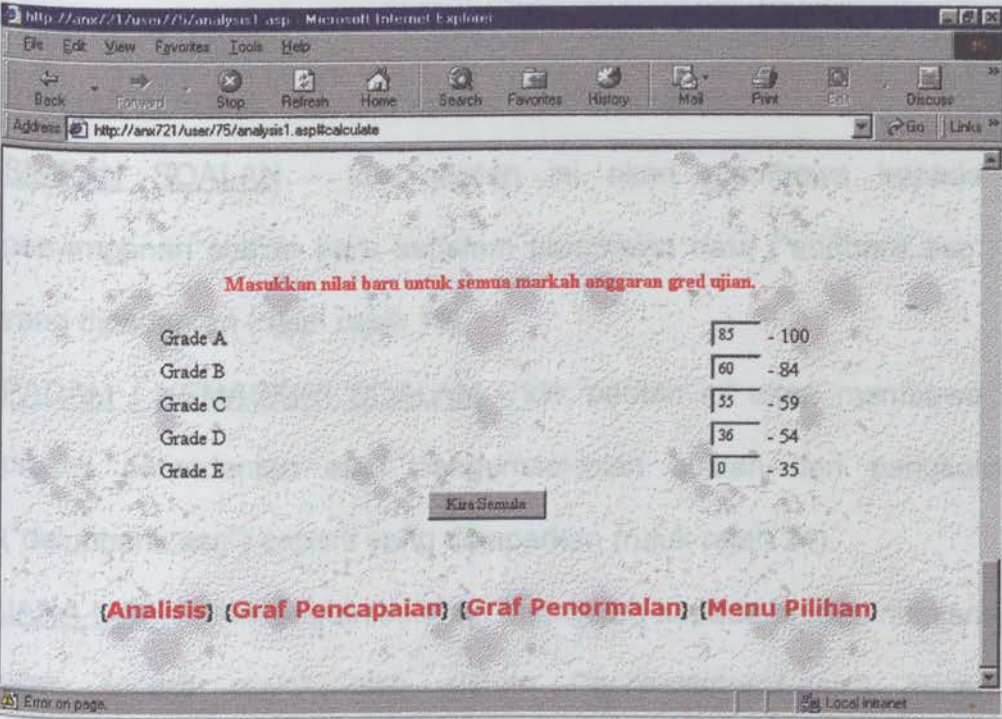 http://anx721/user/75/analysis1.asp - Microsoft Internet Explorer
File Edit View Favorites Tools Help
Back Forward Stop Refresh Home Search Favorites History Mail Print Edit Discuss
Address http://anx721/user/75/analysis1.asp#calculate Go Links
Masukkan nilai baru untuk semua markah anggaran gred ujian.
Grade A 85 - 100
Grade B 60 - 84
Grade C 55 - 59
Grade D 36 - 54
Grade E 0 - 35
Kira Semula
{Analisis} {Graf Pencapaian} {Graf Penormalan} {Menu Pilihan}
Error on page. Local intranet